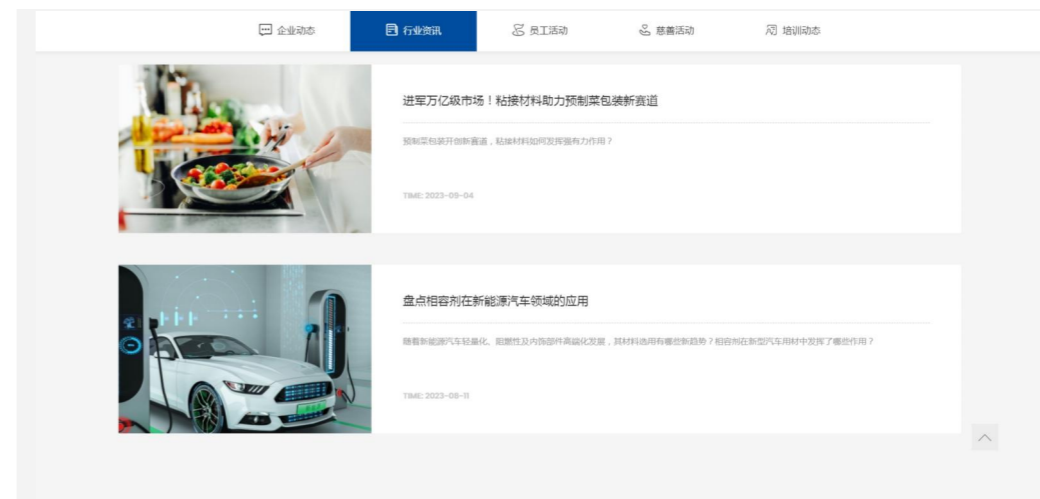 企业动态
行业资讯
员工活动
慈善活动
培训动态
进军万亿级市场！粘接材料助力预制菜包装新赛道
预制菜包装开创新赛道，粘接材料如何发挥强有力作用？
TIME: 2023-09-04
盘点相容剂在新能源汽车领域的应用
随着新能源汽车轻量化、阻燃性及内饰部件高端化发展，其材料选用有哪些新趋势？相容剂在新型汽车用材中发挥了哪些作用？
TIME: 2023-08-11